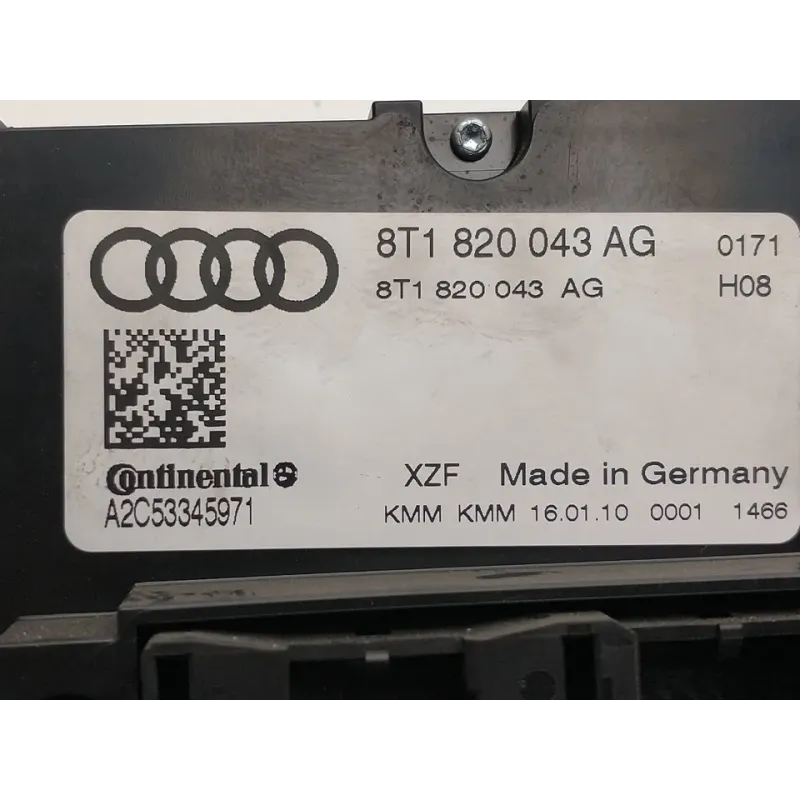 8T1 820 043 AG 0171
8T1 820 043 AG H08
Continental
XZF Made in Germany
A2C53345971
KMM KMM 16.01.10 0001 1466